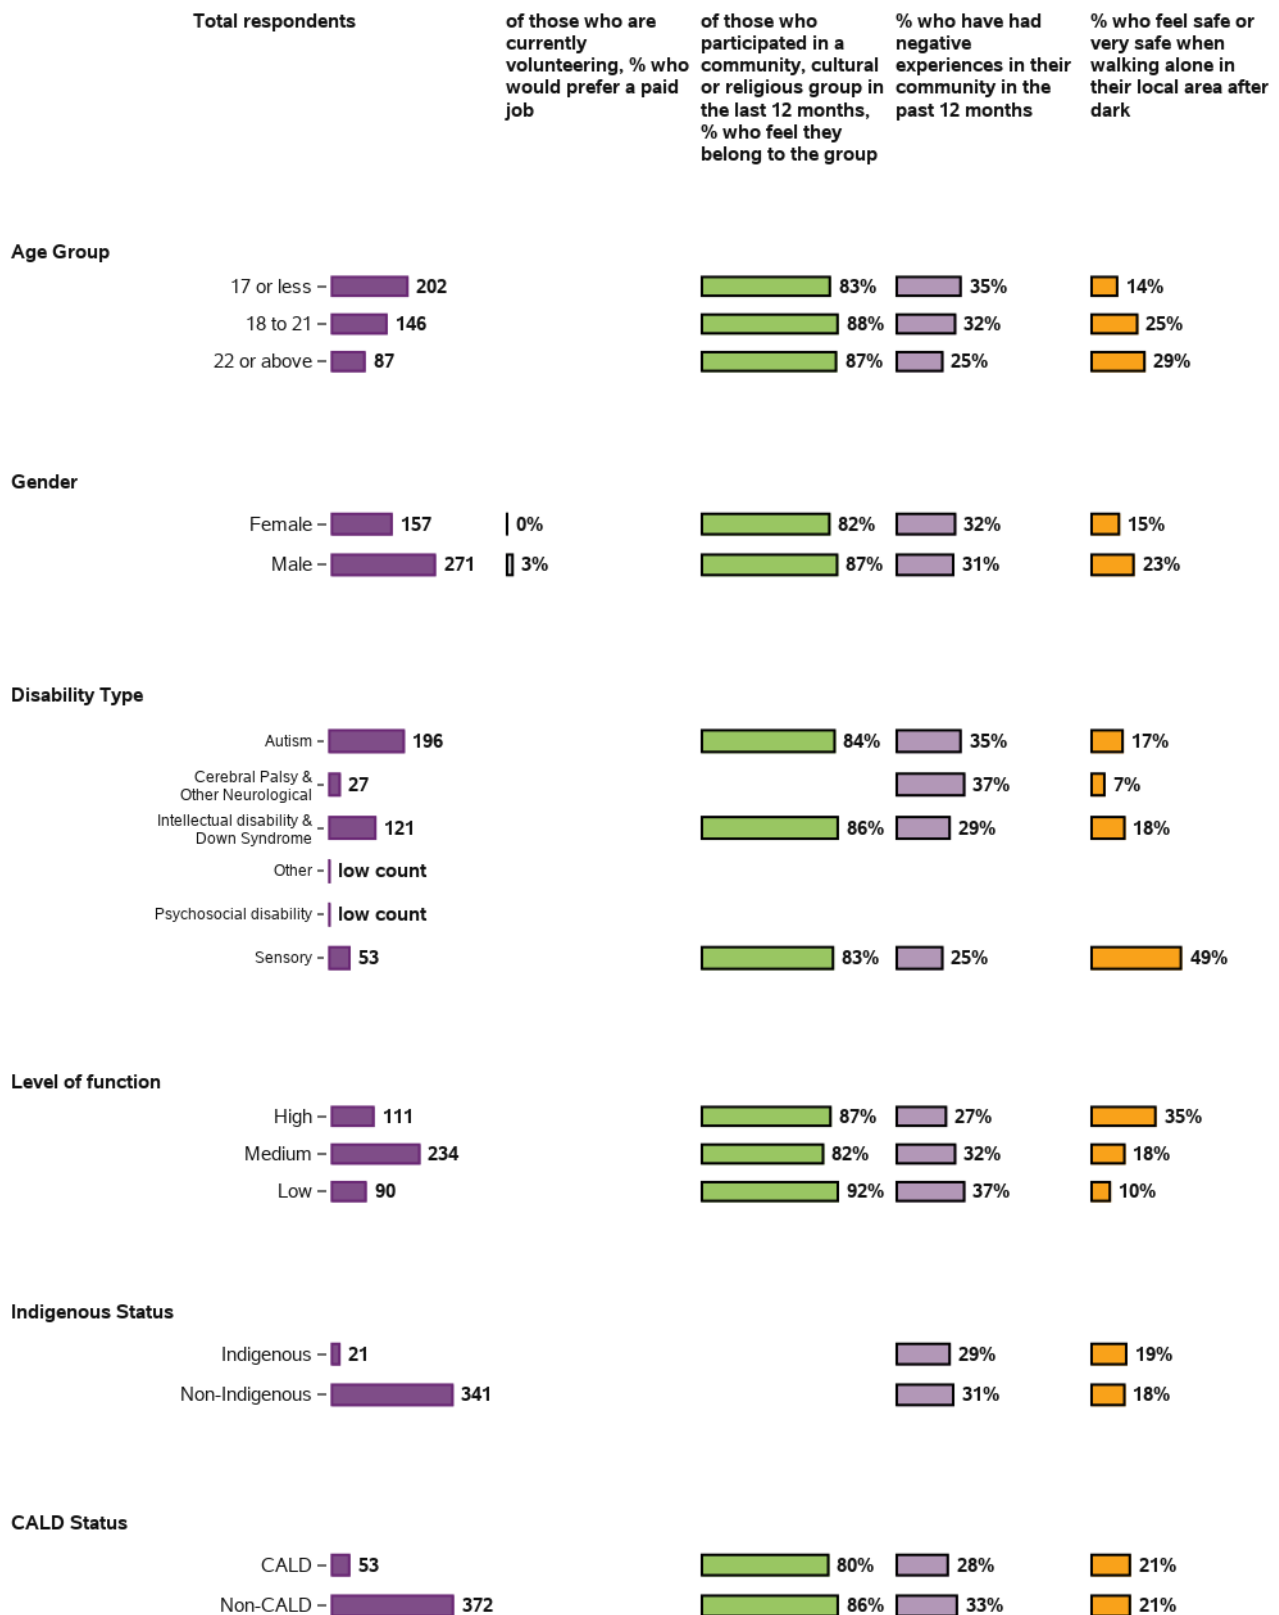 Total respondents
of those who are
currently
volunteering, % who
would prefer a paid
job
of those who
participated in a
community, cultural
or religious group in
the last 12 months,
% who feel they
belong to the group
% who have had
negative
experiences in their
community in the
past 12 months
% who feel safe or
very safe when
walking alone in
their local area after
dark
Age Group
17 or less 202 83% 35% 14%
18 to 21 146 88% 32% 25%
22 or above 87 87% 25% 29%
Gender
Female 157 0% 82% 32% 15%
Male 271 3% 87% 31% 23%
Disability Type
Autism 196 84% 35% 17%
Cerebral Palsy &
Other Neurological 27 37% 7%
Intellectual disability &
Down Syndrome 121 86% 29% 18%
Other low count
Psychosocial disability low count
Sensory 53 83% 25% 49%
Level of function
High 111 87% 27% 35%
Medium 234 82% 32% 18%
Low 90 92% 37% 10%
Indigenous Status
Indigenous 21 29% 19%
Non-Indigenous 341 31% 18%
CALD Status
CALD 53 80% 28% 21%
Non-CALD 372 86% 33% 21%